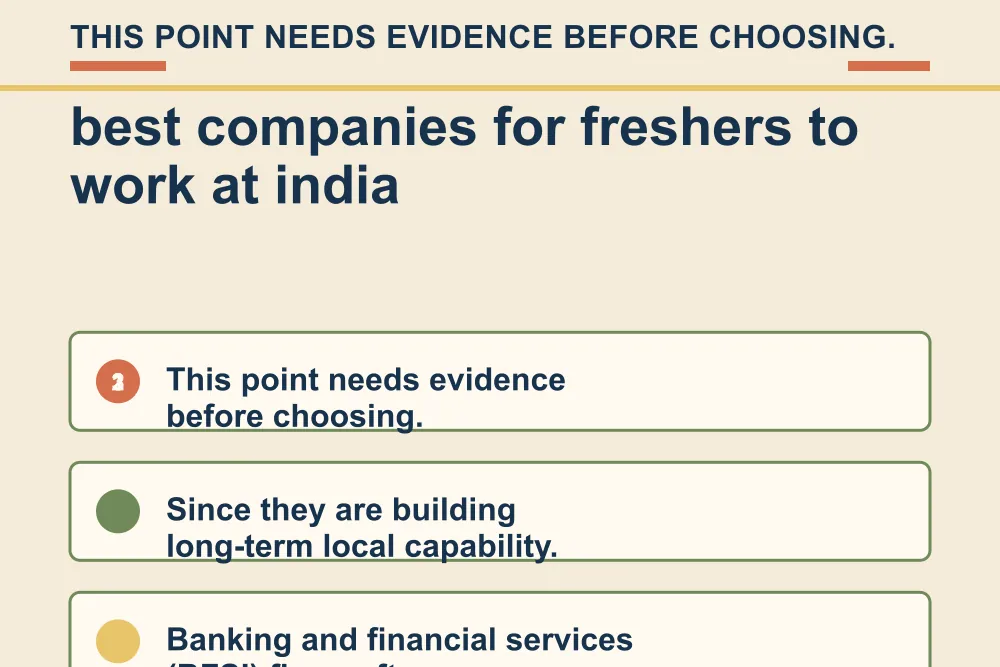 THIS POINT NEEDS EVIDENCE BEFORE CHOOSING.
best companies for freshers to
work at india
This point needs evidence
before choosing.
Since they are building
long-term local capability.
Banking and financial services